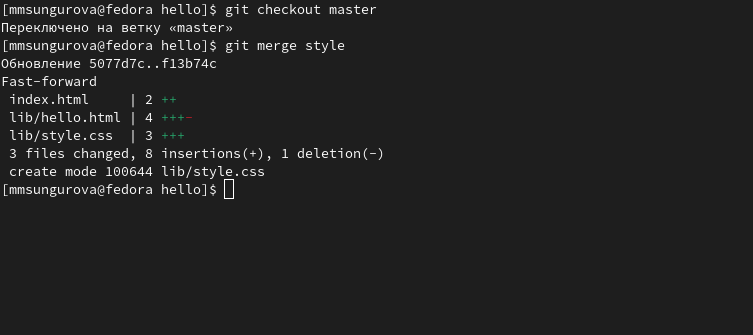 [mmsungurova@fedora hello]$ git checkout master
Переключено на ветку «master»
[mmsungurova@fedora hello]$ git merge style
Обновление 5077d7c..f13b74c
Fast-forward
 index.html     | 2 ++
 lib/hello.html | 4 +++-
 lib/style.css  | 3 +++
 3 files changed, 8 insertions(+), 1 deletion(-)
 create mode 100644 lib/style.css
[mmsungurova@fedora hello]$